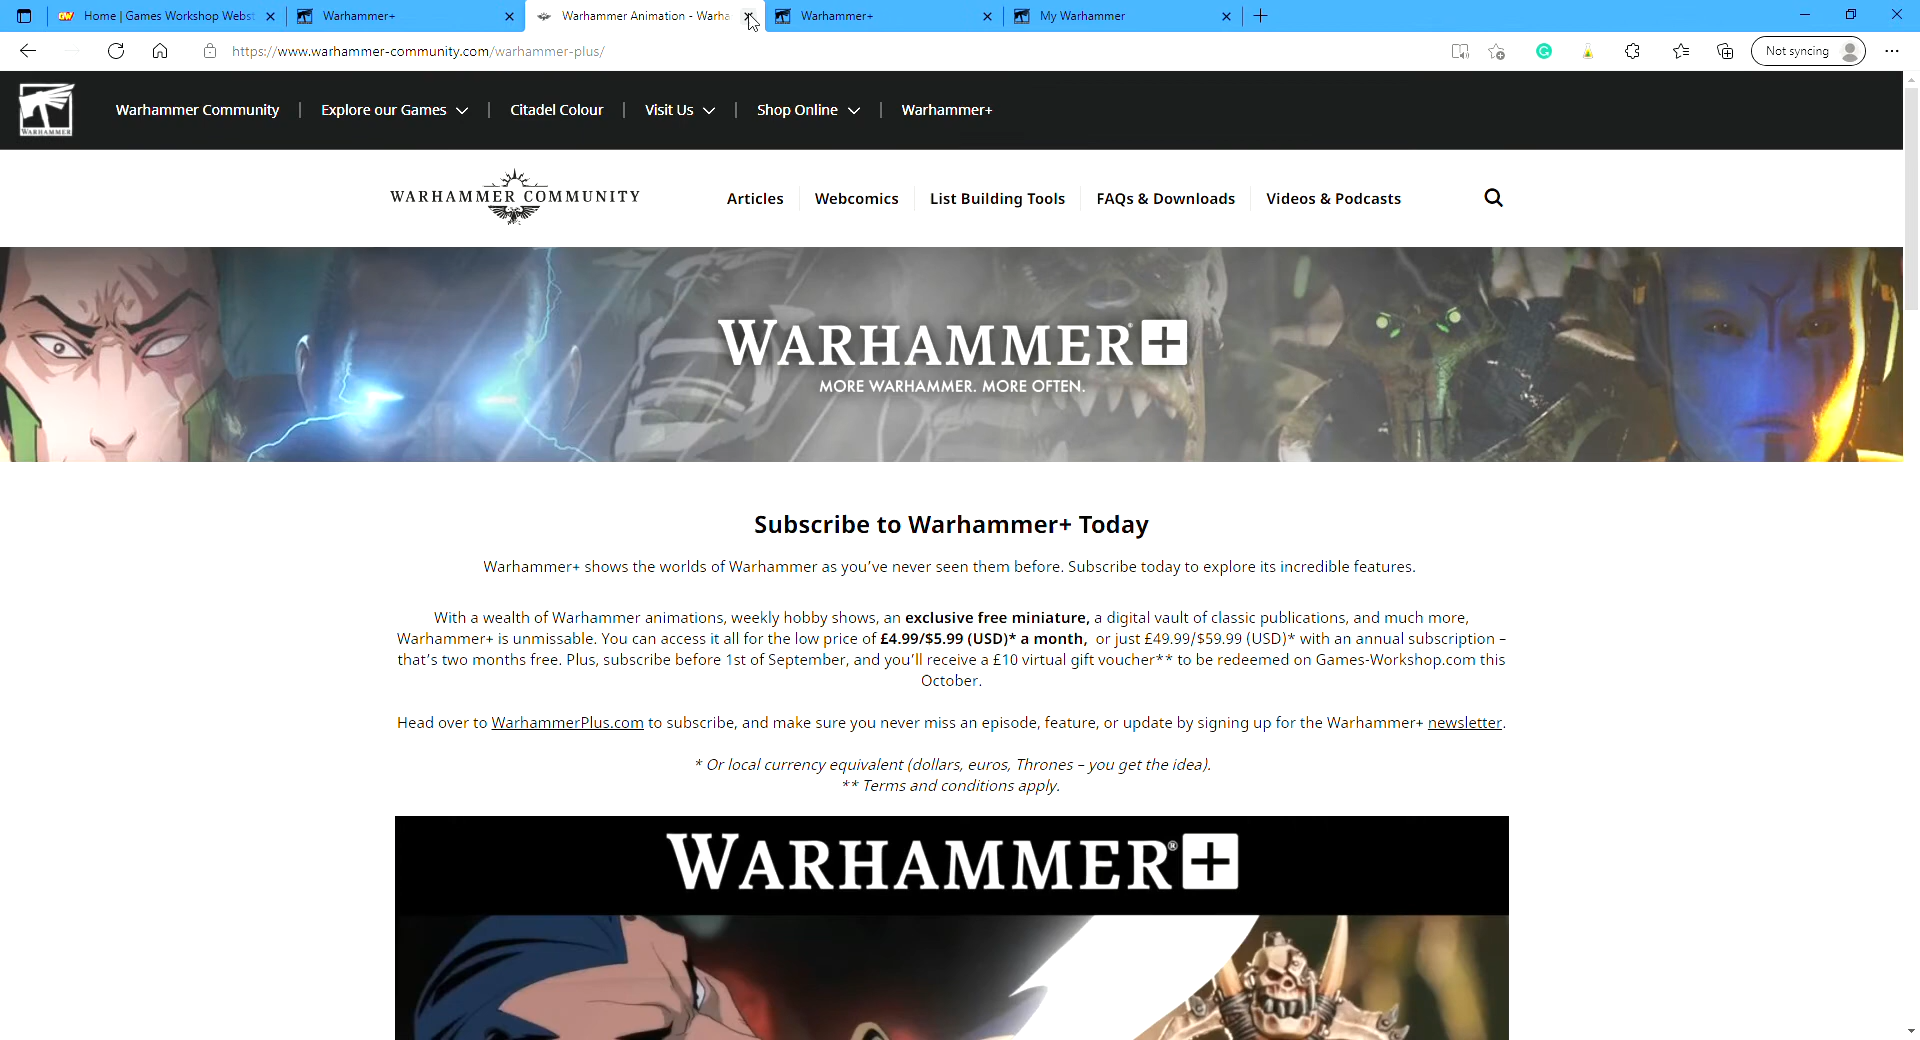 Home | Games Workshop Webst
Warhammer+
Warhammer Animation - Warha
Warhammer+
My Warhammer
https://www.warhammer-community.com/warhammer-plus/
Not syncing
WARHAMMER
Warhammer Community
Explore our Games
Citadel Colour
Visit Us
Shop Online
Warhammer+
WARHAMMER COMMUNITY
Articles
Webcomics
List Building Tools
FAQs & Downloads
Videos & Podcasts
WARHAMMER+
MORE WARHAMMER. MORE OFTEN.
Subscribe to Warhammer+ Today
Warhammer+ shows the worlds of Warhammer as you’ve never seen them before. Subscribe today to explore its incredible features.
With a wealth of Warhammer animations, weekly hobby shows, an exclusive free miniature, a digital vault of classic publications, and much more,
Warhammer+ is unmissable. You can access it all for the low price of £4.99/$5.99 (USD)* a month, or just £49.99/$59.99 (USD)* with an annual subscription –
that’s two months free. Plus, subscribe before 1st of September, and you’ll receive a £10 virtual gift voucher** to be redeemed on Games-Workshop.com this
October.
Head over to WarhammerPlus.com to subscribe, and make sure you never miss an episode, feature, or update by signing up for the Warhammer+ newsletter.
* Or local currency equivalent (dollars, euros, Thrones – you get the idea).
** Terms and conditions apply.
WARHAMMER®+